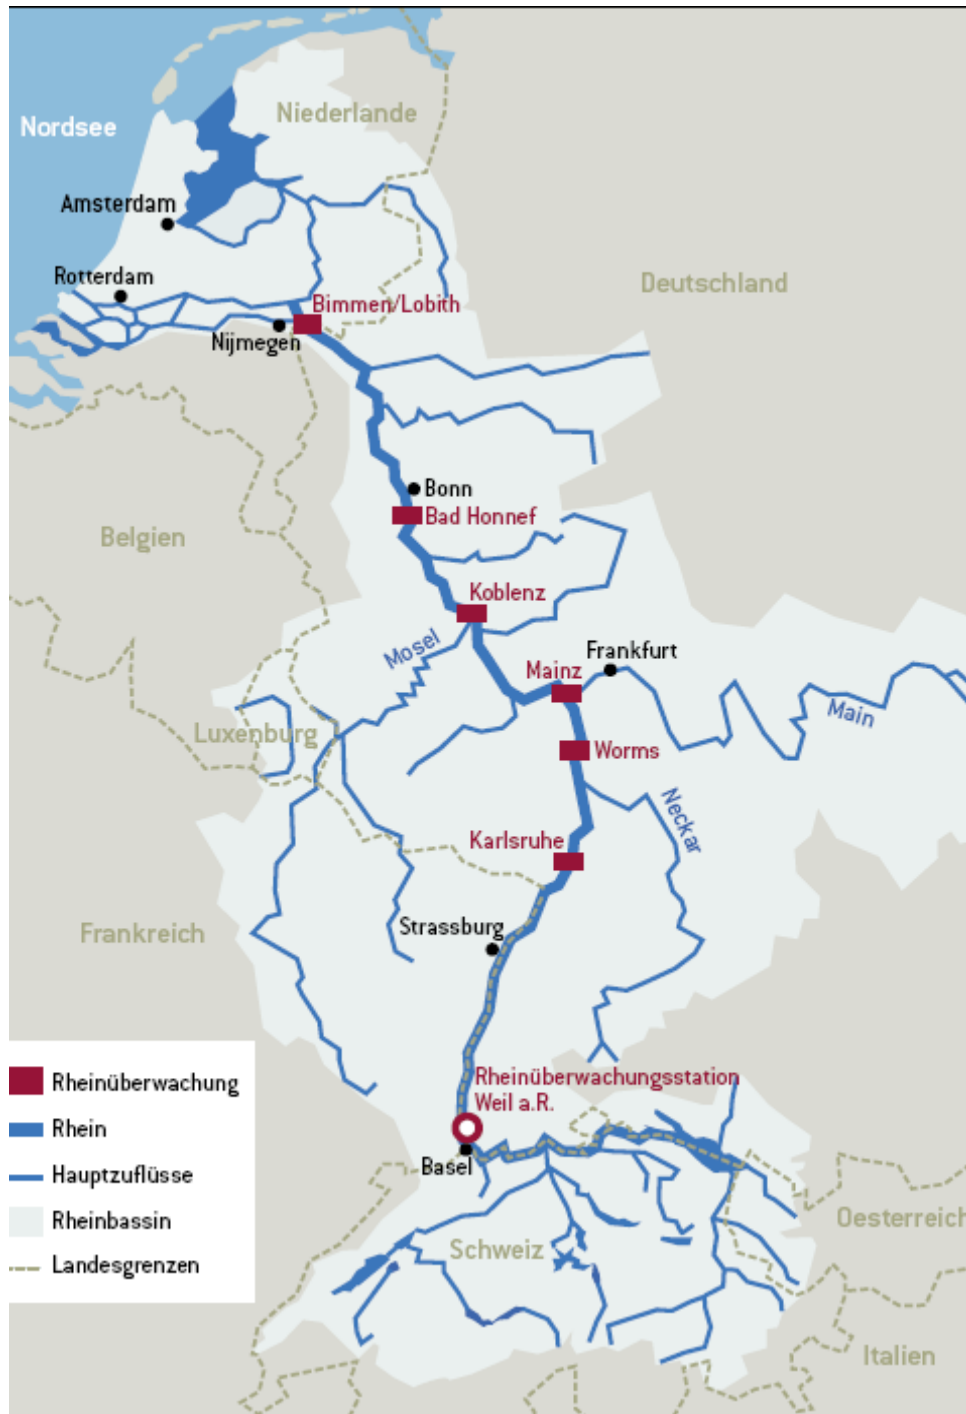 Nordsee
Niederlande
Amsterdam
Deutschland
Rotterdam
Bimmen/Lobith
Nijmegen
Bonn
Bad Honnef
Belgien
Koblenz
Mosel
Frankfurt
Mainz
Main
Luxenburg
Worms
Neckar
Karlsruhe
Strassburg
Frankreich
Rheinüberwachungsstation
Weil a.R.
Basel
Oesterreich
Schweiz
Italien
Rheinüberwachung
Rhein
Hauptzuflüsse
Rheinbassin
Landesgrenzen